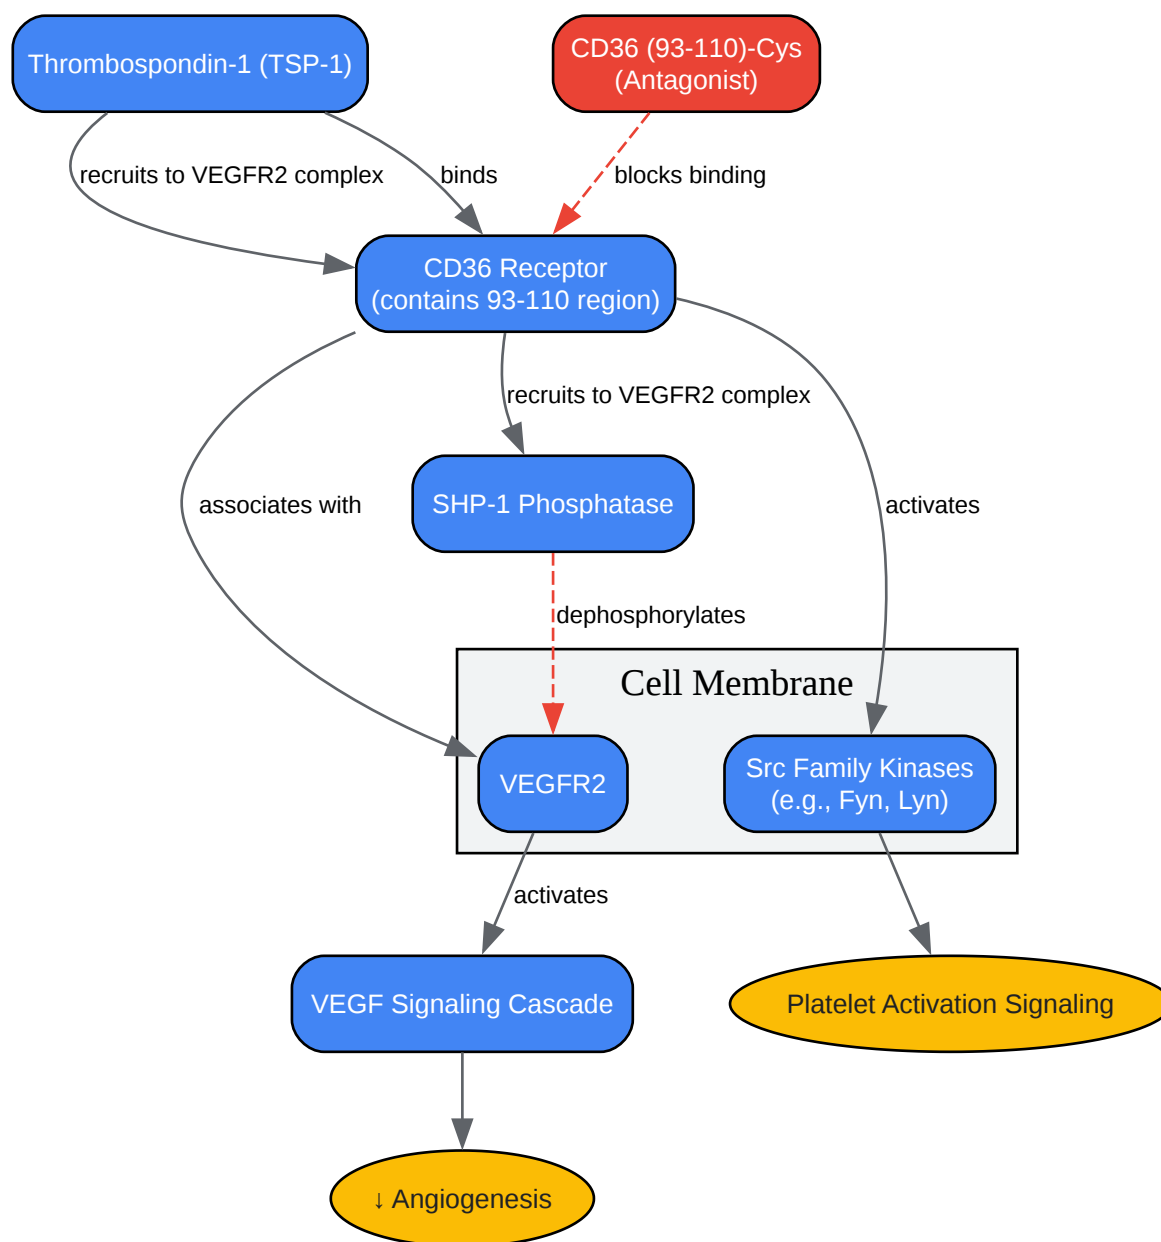 Thrombospondin-1 (TSP-1)
CD36 (93-110)-Cys
(Antagonist)
recruits to VEGFR2 complex
binds
blocks binding
CD36 Receptor
(contains 93-110 region)
recruits to VEGFR2 complex
associates with
SHP-1 Phosphatase
activates
dephosphorylates
Cell Membrane
VEGFR2
Src Family Kinases
(e.g., Fyn, Lyn)
activates
VEGF Signaling Cascade
Platelet Activation Signaling
↓ Angiogenesis